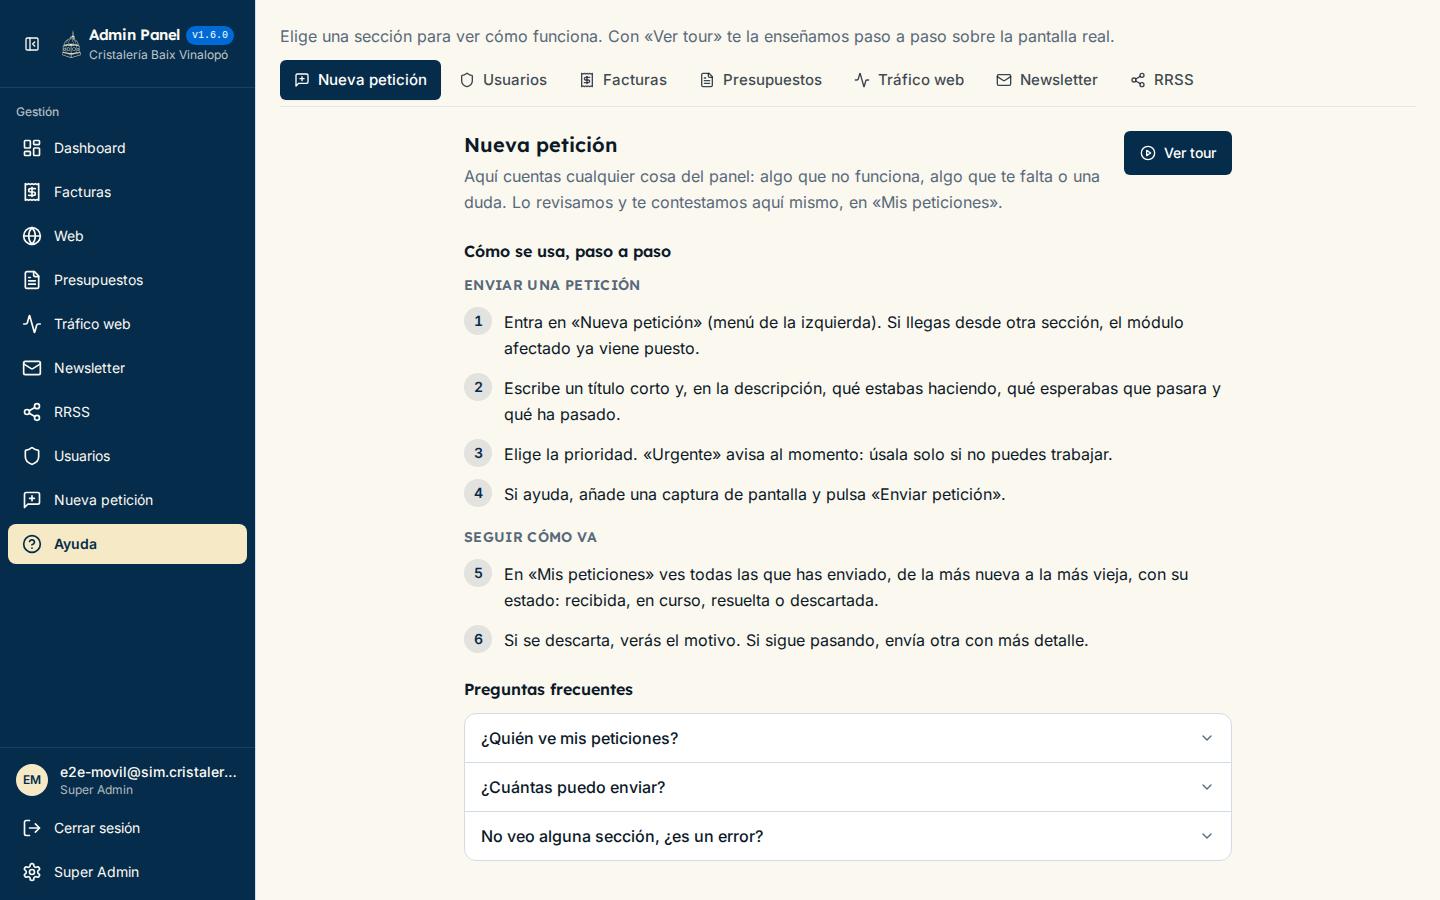 Admin Panel v1.6.0
Cristalería Baix Vinalopó
Gestión
Dashboard
Facturas
Web
Presupuestos
Tráfico web
Newsletter
RRSS
Usuarios
Nueva petición
Ayuda
EM
e2e-movil@sim.cristaler...
Super Admin
Cerrar sesión
Super Admin
Elige una sección para ver cómo funciona. Con «Ver tour» te la enseñamos paso a paso sobre la pantalla real.
Nueva petición Usuarios Facturas Presupuestos Tráfico web Newsletter RRSS
Nueva petición
Ver tour
Aquí cuentas cualquier cosa del panel: algo que no funciona, algo que te falta o una
duda. Lo revisamos y te contestamos aquí mismo, en «Mis peticiones».
Cómo se usa, paso a paso
ENVIAR UNA PETICIÓN
1 Entra en «Nueva petición» (menú de la izquierda). Si llegas desde otra sección, el módulo
afectado ya viene puesto.
2 Escribe un título corto y, en la descripción, qué estabas haciendo, qué esperabas que pasara y
qué ha pasado.
3 Elige la prioridad. «Urgente» avisa al momento: úsala solo si no puedes trabajar.
4 Si ayuda, añade una captura de pantalla y pulsa «Enviar petición».
SEGUIR CÓMO VA
5 En «Mis peticiones» ves todas las que has enviado, de la más nueva a la más vieja, con su
estado: recibida, en curso, resuelta o descartada.
6 Si se descarta, verás el motivo. Si sigue pasando, envía otra con más detalle.
Preguntas frecuentes
¿Quién ve mis peticiones?
¿Cuántas puedo enviar?
No veo alguna sección, ¿es un error?